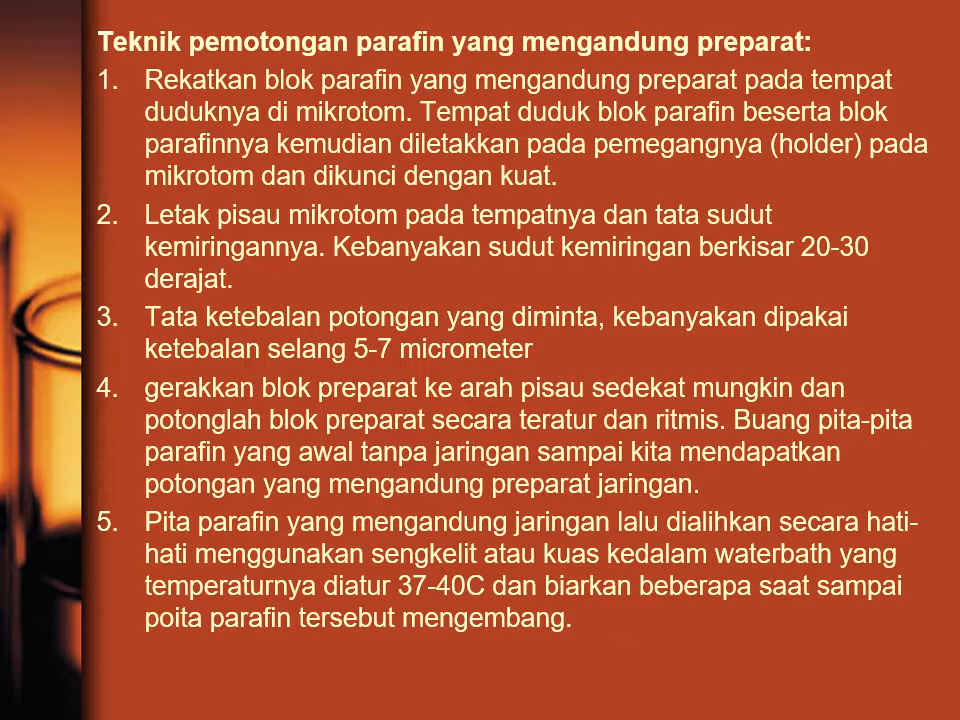 Teknik pemotongan parafin yang mengandung preparat:
1. Rekatkan blok parafin yang mengandung preparat pada tempat
duduknya di mikrotom. Tempat duduk blok parafin beserta blok
parafinnya kemudian diletakkan pada pemegangnya (holder) pada
mikrotom dan dikunci dengan kuat.
2. Letak pisau mikrotom pada tempatnya dan tata sudut
kemiringannya. Kebanyakan sudut kemiringan berkisar 20-30
derajat.
3. Tata ketebalan potongan yang diminta, kebanyakan dipakai
ketebalan selang 5-7 micrometer
4. gerakkan blok preparat ke arah pisau sedekat mungkin dan
potonglah blok preparat secara teratur dan ritmis. Buang pita-pita
parafin yang awal tanpa jaringan sampai kita mendapatkan
potongan yang mengandung preparat jaringan.
5. Pita parafin yang mengandung jaringan lalu dialihkan secara hati-
hati menggunakan sengkelit atau kuas kedalam waterbath yang
temperaturnya diatur 37-40C dan biarkan beberapa saat sampai
poita parafin tersebut mengembang.